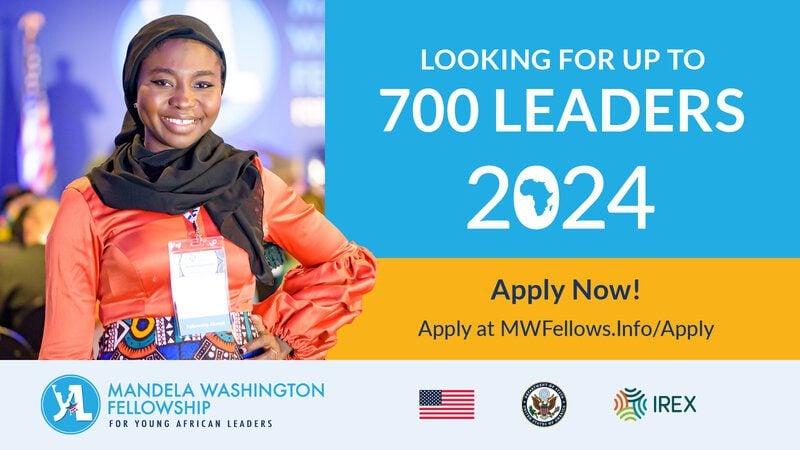 LOOKING FOR UP TO
700 LEADERS
2024
Apply Now!
Apply at MWFellows.Info/Apply
YAL
MANDELA WASHINGTON
FELLOWSHIP
FOR YOUNG AFRICAN LEADERS
IREX